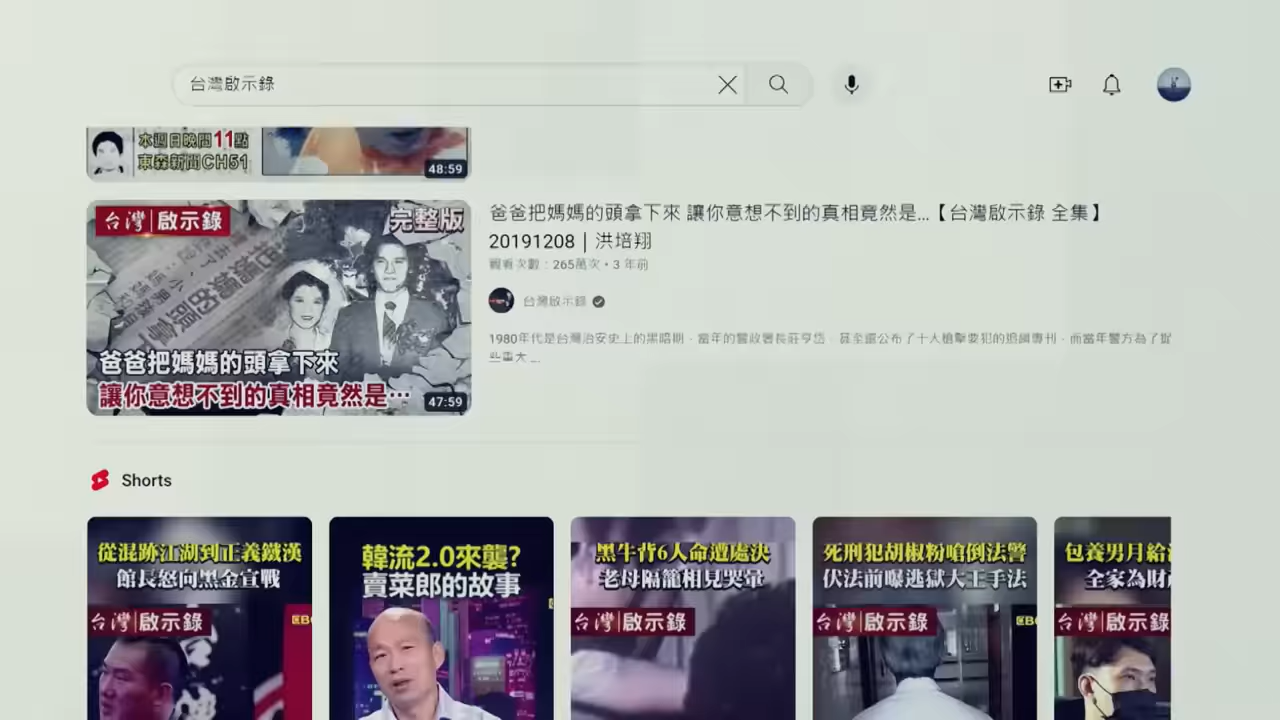 台灣啟示錄
本週日晚間11點
東森新聞CH51
48:59
台灣啟示錄
完整版
爸爸把媽媽的頭拿下來
讓你意想不到的真相竟然是…
47:59
爸爸把媽媽的頭拿下來 讓你意想不到的真相竟然是...【台灣啟示錄 全集】
20191208｜洪培翔
觀看次數：265萬次・3 年前
台灣啟示錄
1980年代是台灣治安史上的黑暗期，當年的警政署長莊亨岱，甚至還公布了十大槍擊要犯的追緝專刊，而當年警方為了
些重大 ...
Shorts
從混跡江湖到正義鐵漢
館長怒向黑金宣戰
台灣啟示錄
韓流2.0來襲?
賣菜郎的故事
黑牛背6人命遭處決
老母隔籠相見哭暈
台灣啟示錄
死刑犯胡椒粉嗆倒法警
伏法前曝逃獄大王手法
台灣啟示錄
包養男月給
全家為財
台灣啟示錄